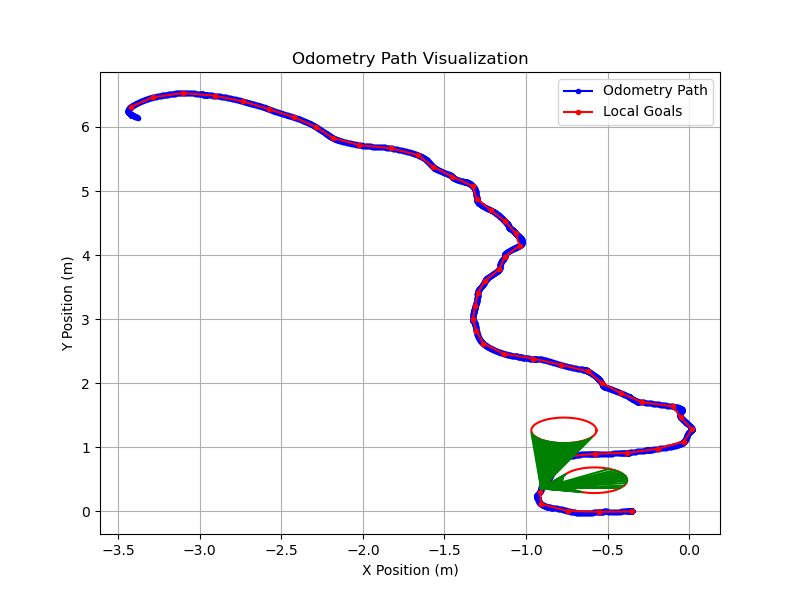 Odometry Path Visualization
Odometry Path
Local Goals
Y Position (m)
6
5
4
3
2
1
0
−3.5 −3.0 −2.5 −2.0 −1.5 −1.0 −0.5 0.0
X Position (m)